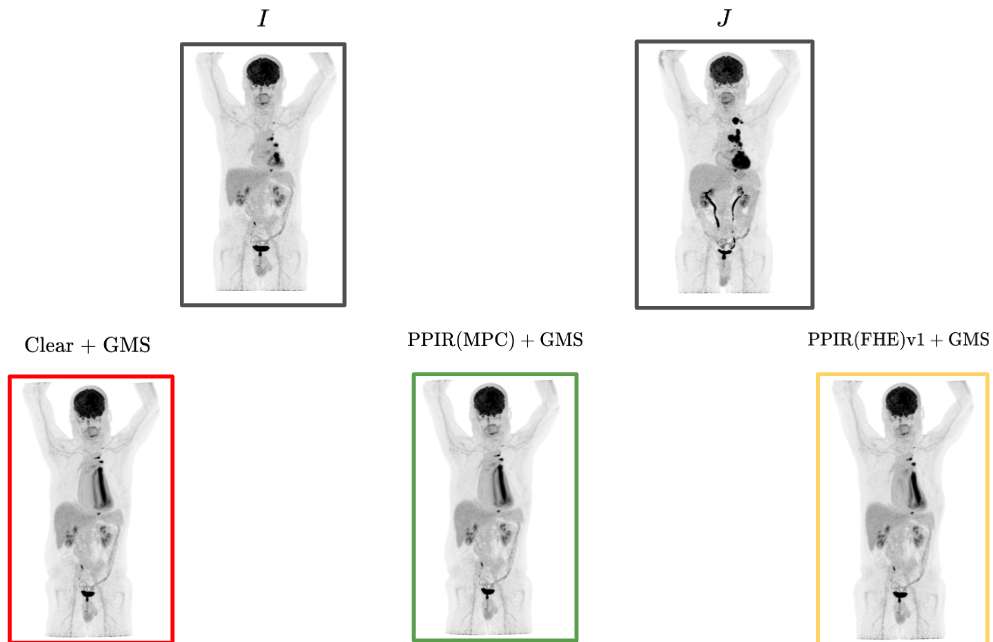 I
J
Clear + GMS
PPIR(MPC) + GMS
PPIR(FHE)v1 + GMS